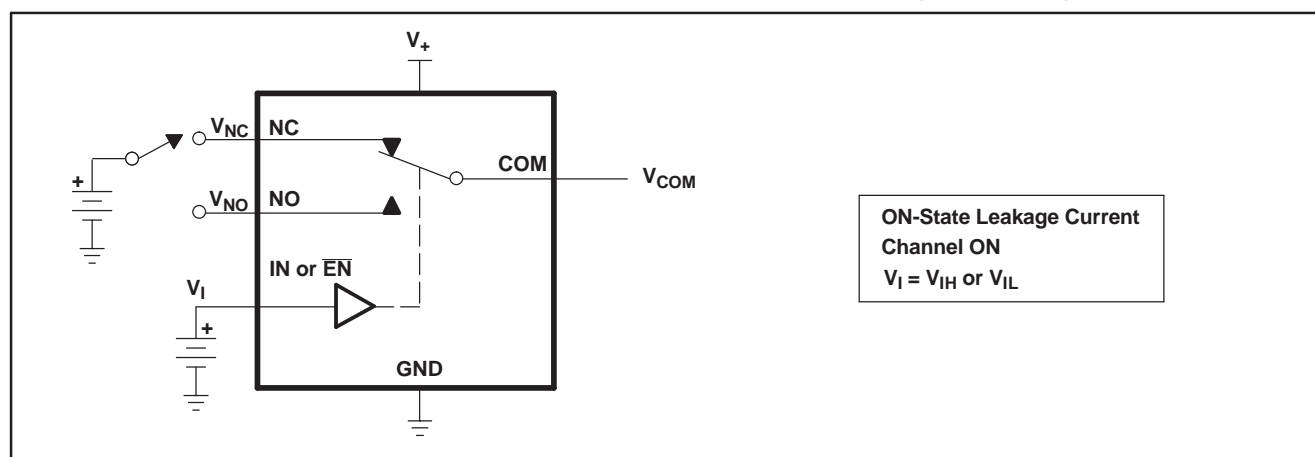 V+
VNC NC
COM
VCOM
+
VNO NO
IN or E̅N̅
VI
+
GND
ON-State Leakage Current
Channel ON
VI = VIH or VIL